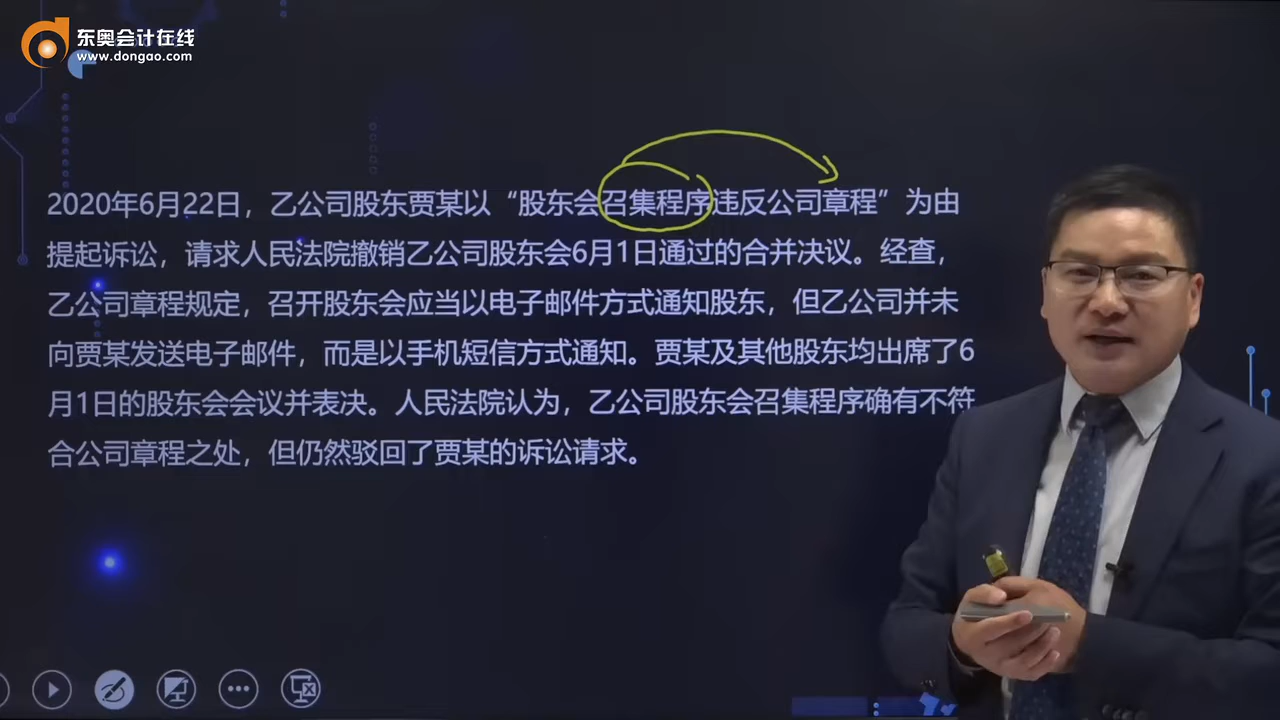 东奥会计在线
www.dongao.com
2020年6月22日，乙公司股东贾某以“股东会召集程序违反公司章程”为由
提起诉讼，请求人民法院撤销乙公司股东会6月1日通过的合并决议。经查，
乙公司章程规定，召开股东会应当以电子邮件方式通知股东，但乙公司并未
向贾某发送电子邮件，而是以手机短信方式通知。贾某及其他股东均出席了6
月1日的股东会会议并表决。人民法院认为，乙公司股东会召集程序确有不符
合公司章程之处，但仍然驳回了贾某的诉讼请求。